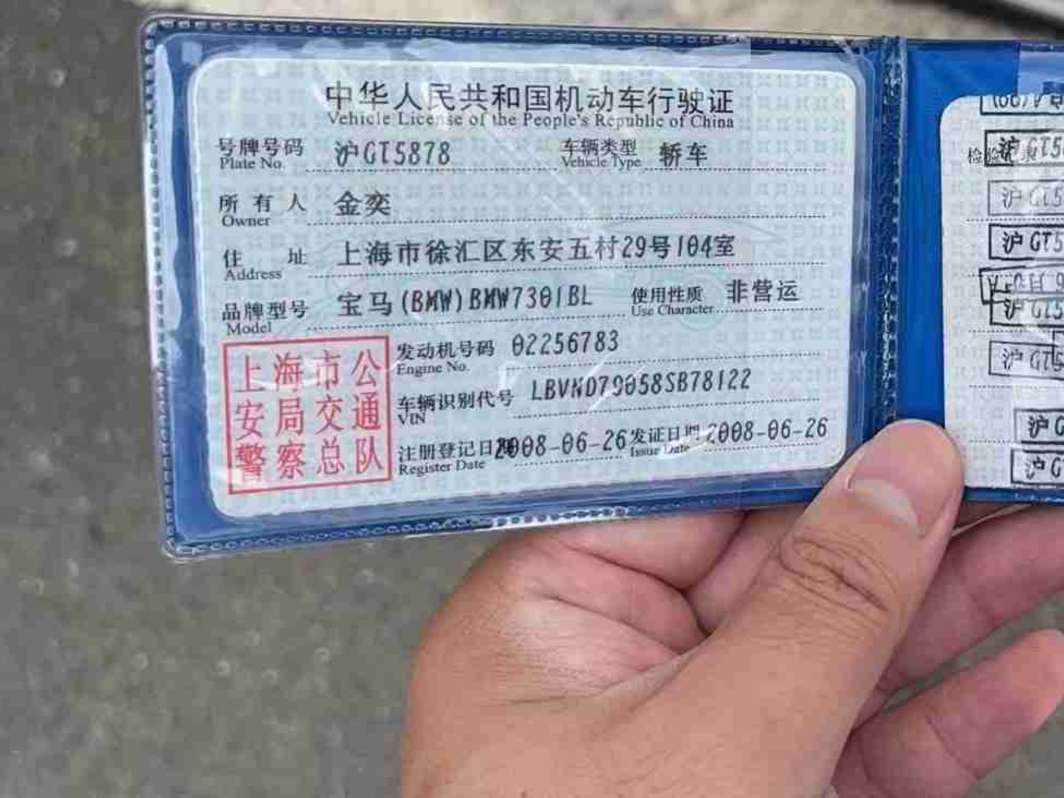 中华人民共和国机动车行驶证
Vehicle License of the People's Republic of China
号牌号码 沪GT5878 车辆类型 轿车
Plate No. Vehicle Type
所有人 金奕
Owner
住址 上海市徐汇区东安五村29号104室
Address
品牌型号 宝马(BMW)BMW7301BL 使用性质 非营运
Model Use Character
发动机号码 02256783
Engine No.
车辆识别代号 LBVND79058SB78122
VIN
注册登记日期 2008-06-26 发证日期 2008-06-26
Register Date Issue Date
上海市公
安局交通
警察总队
沪GT5
沪GT5
沪GT5
沪GT5
沪GT5
沪G
沪G